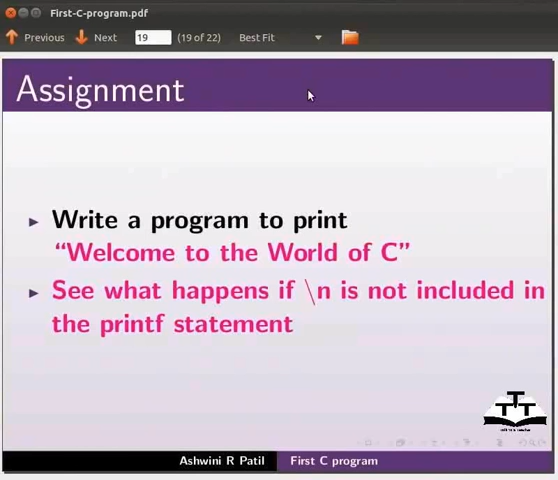 First-C-program.pdf
Previous Next 19 (19 of 22) Best Fit
Assignment
Write a program to print
“Welcome to the World of C”
See what happens if \n is not included in
the printf statement
Ashwini R Patil First C program